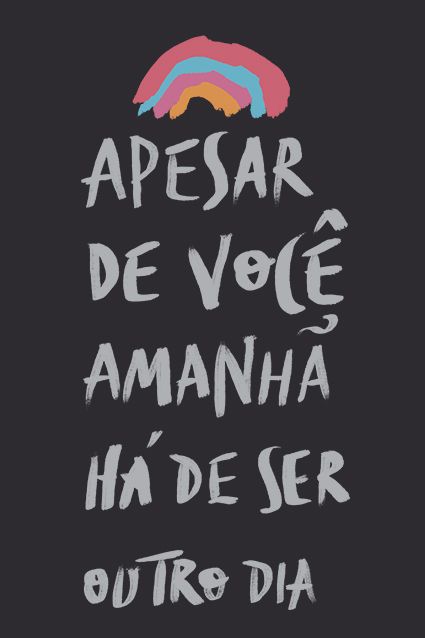 APESAR
DE VOCÊ
AMANHÃ
HÁ DE SER
OUTRO DIA